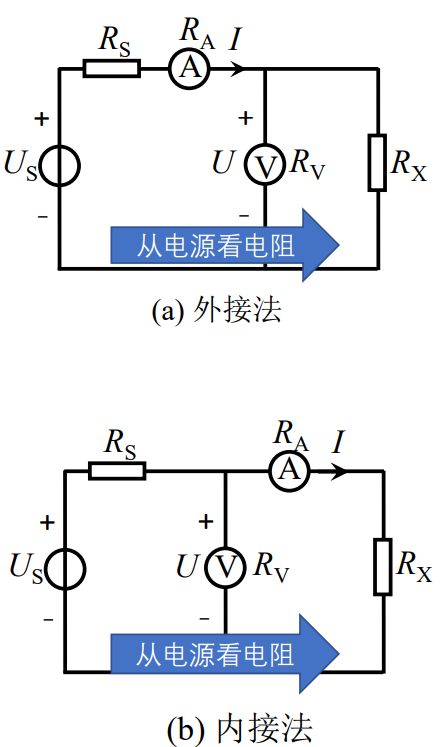 R_S R_A I
A
+ +
U_S U V R_V R_X
- -
从电源看电阻
(a) 外接法
R_S R_A I
A
+ +
U_S U V R_V R_X
- -
从电源看电阻
(b) 内接法